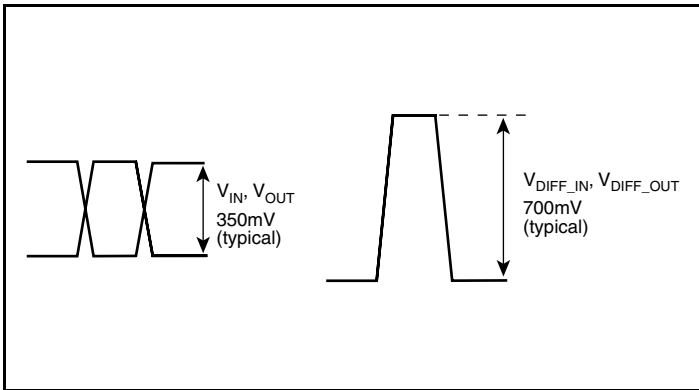 V_IN, V_OUT
350mV
(typical)
V_DIFF_IN, V_DIFF_OUT
700mV
(typical)